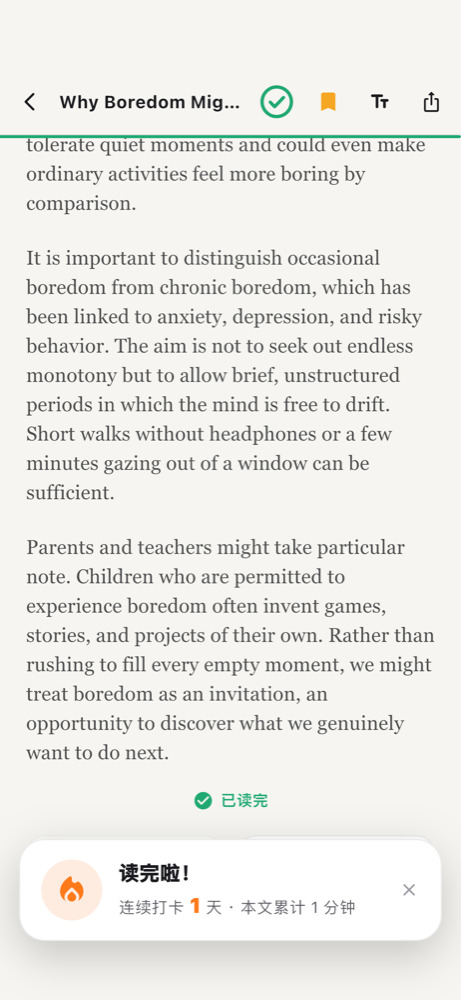 Why Boredom Mig...
tolerate quiet moments and could even make
ordinary activities feel more boring by
comparison.
It is important to distinguish occasional
boredom from chronic boredom, which has
been linked to anxiety, depression, and risky
behavior. The aim is not to seek out endless
monotony but to allow brief, unstructured
periods in which the mind is free to drift.
Short walks without headphones or a few
minutes gazing out of a window can be
sufficient.
Parents and teachers might take particular
note. Children who are permitted to
experience boredom often invent games,
stories, and projects of their own. Rather than
rushing to fill every empty moment, we might
treat boredom as an invitation, an
opportunity to discover what we genuinely
want to do next.
已读完
读完啦！
连续打卡 1 天 · 本文累计 1 分钟